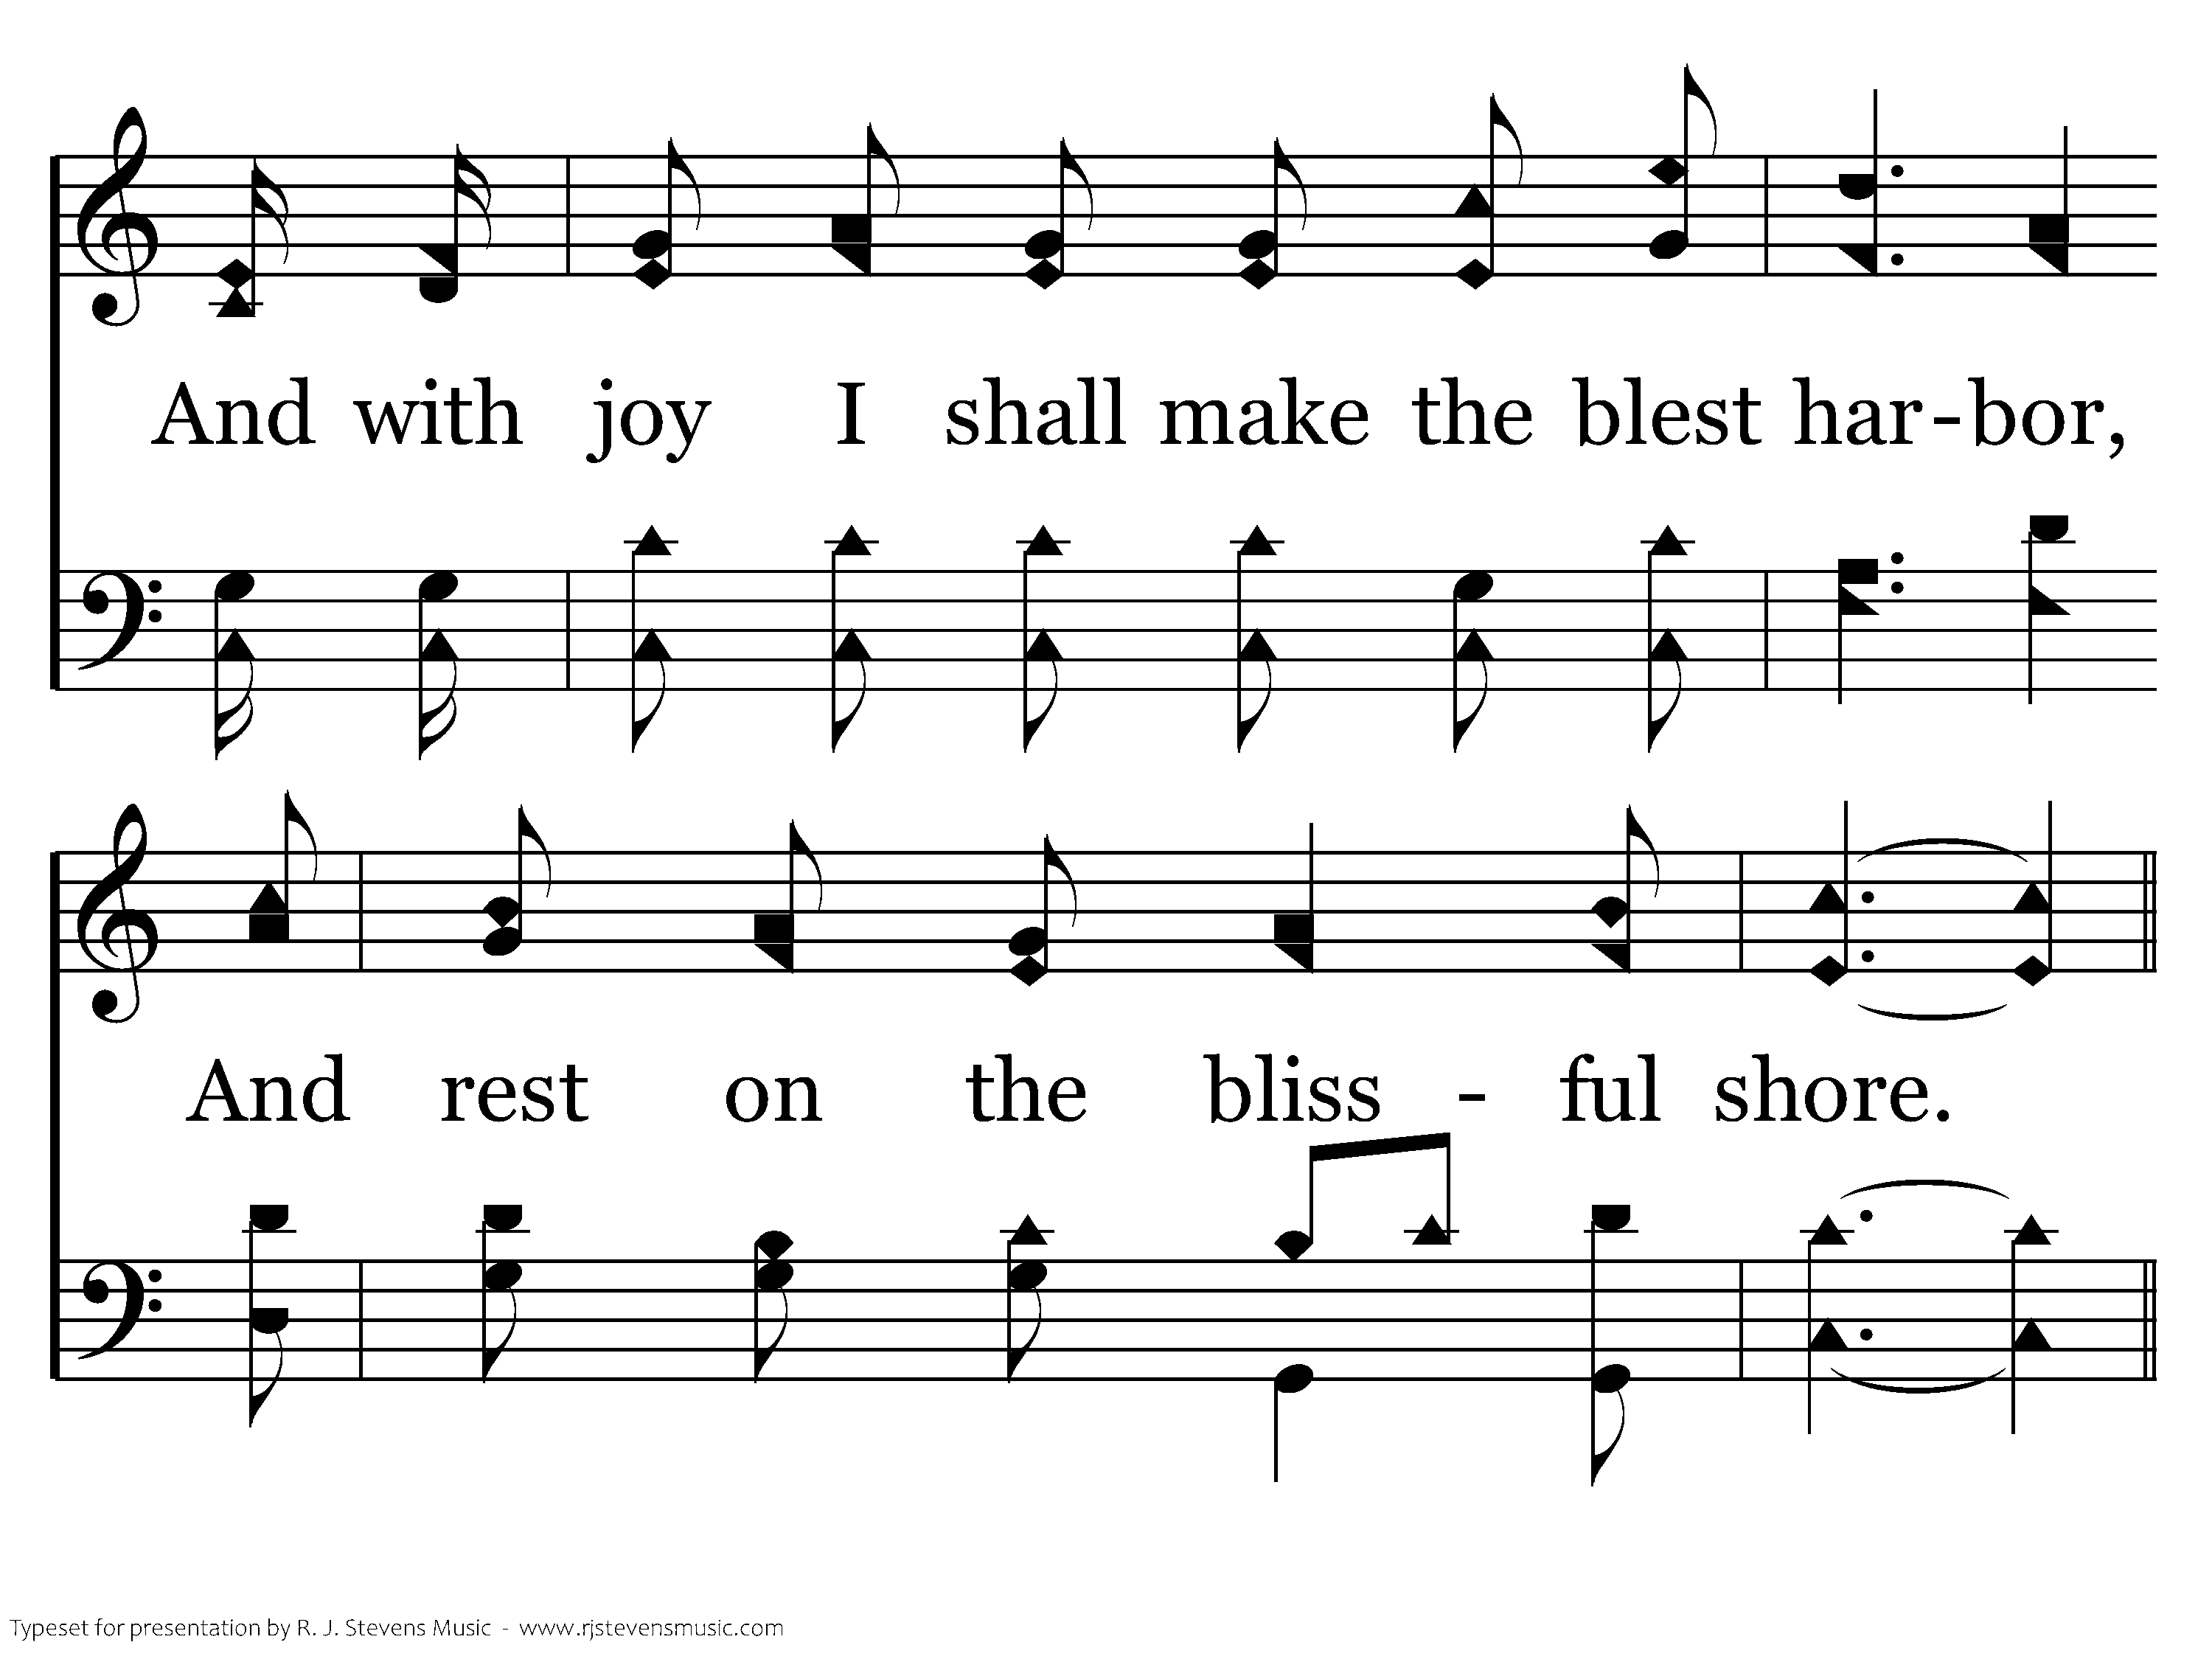 And with joy I shall make the blest har-bor,
And rest on the bliss - ful shore.
Typeset for presentation by R. J. Stevens Music - www.rjstevensmusic.com